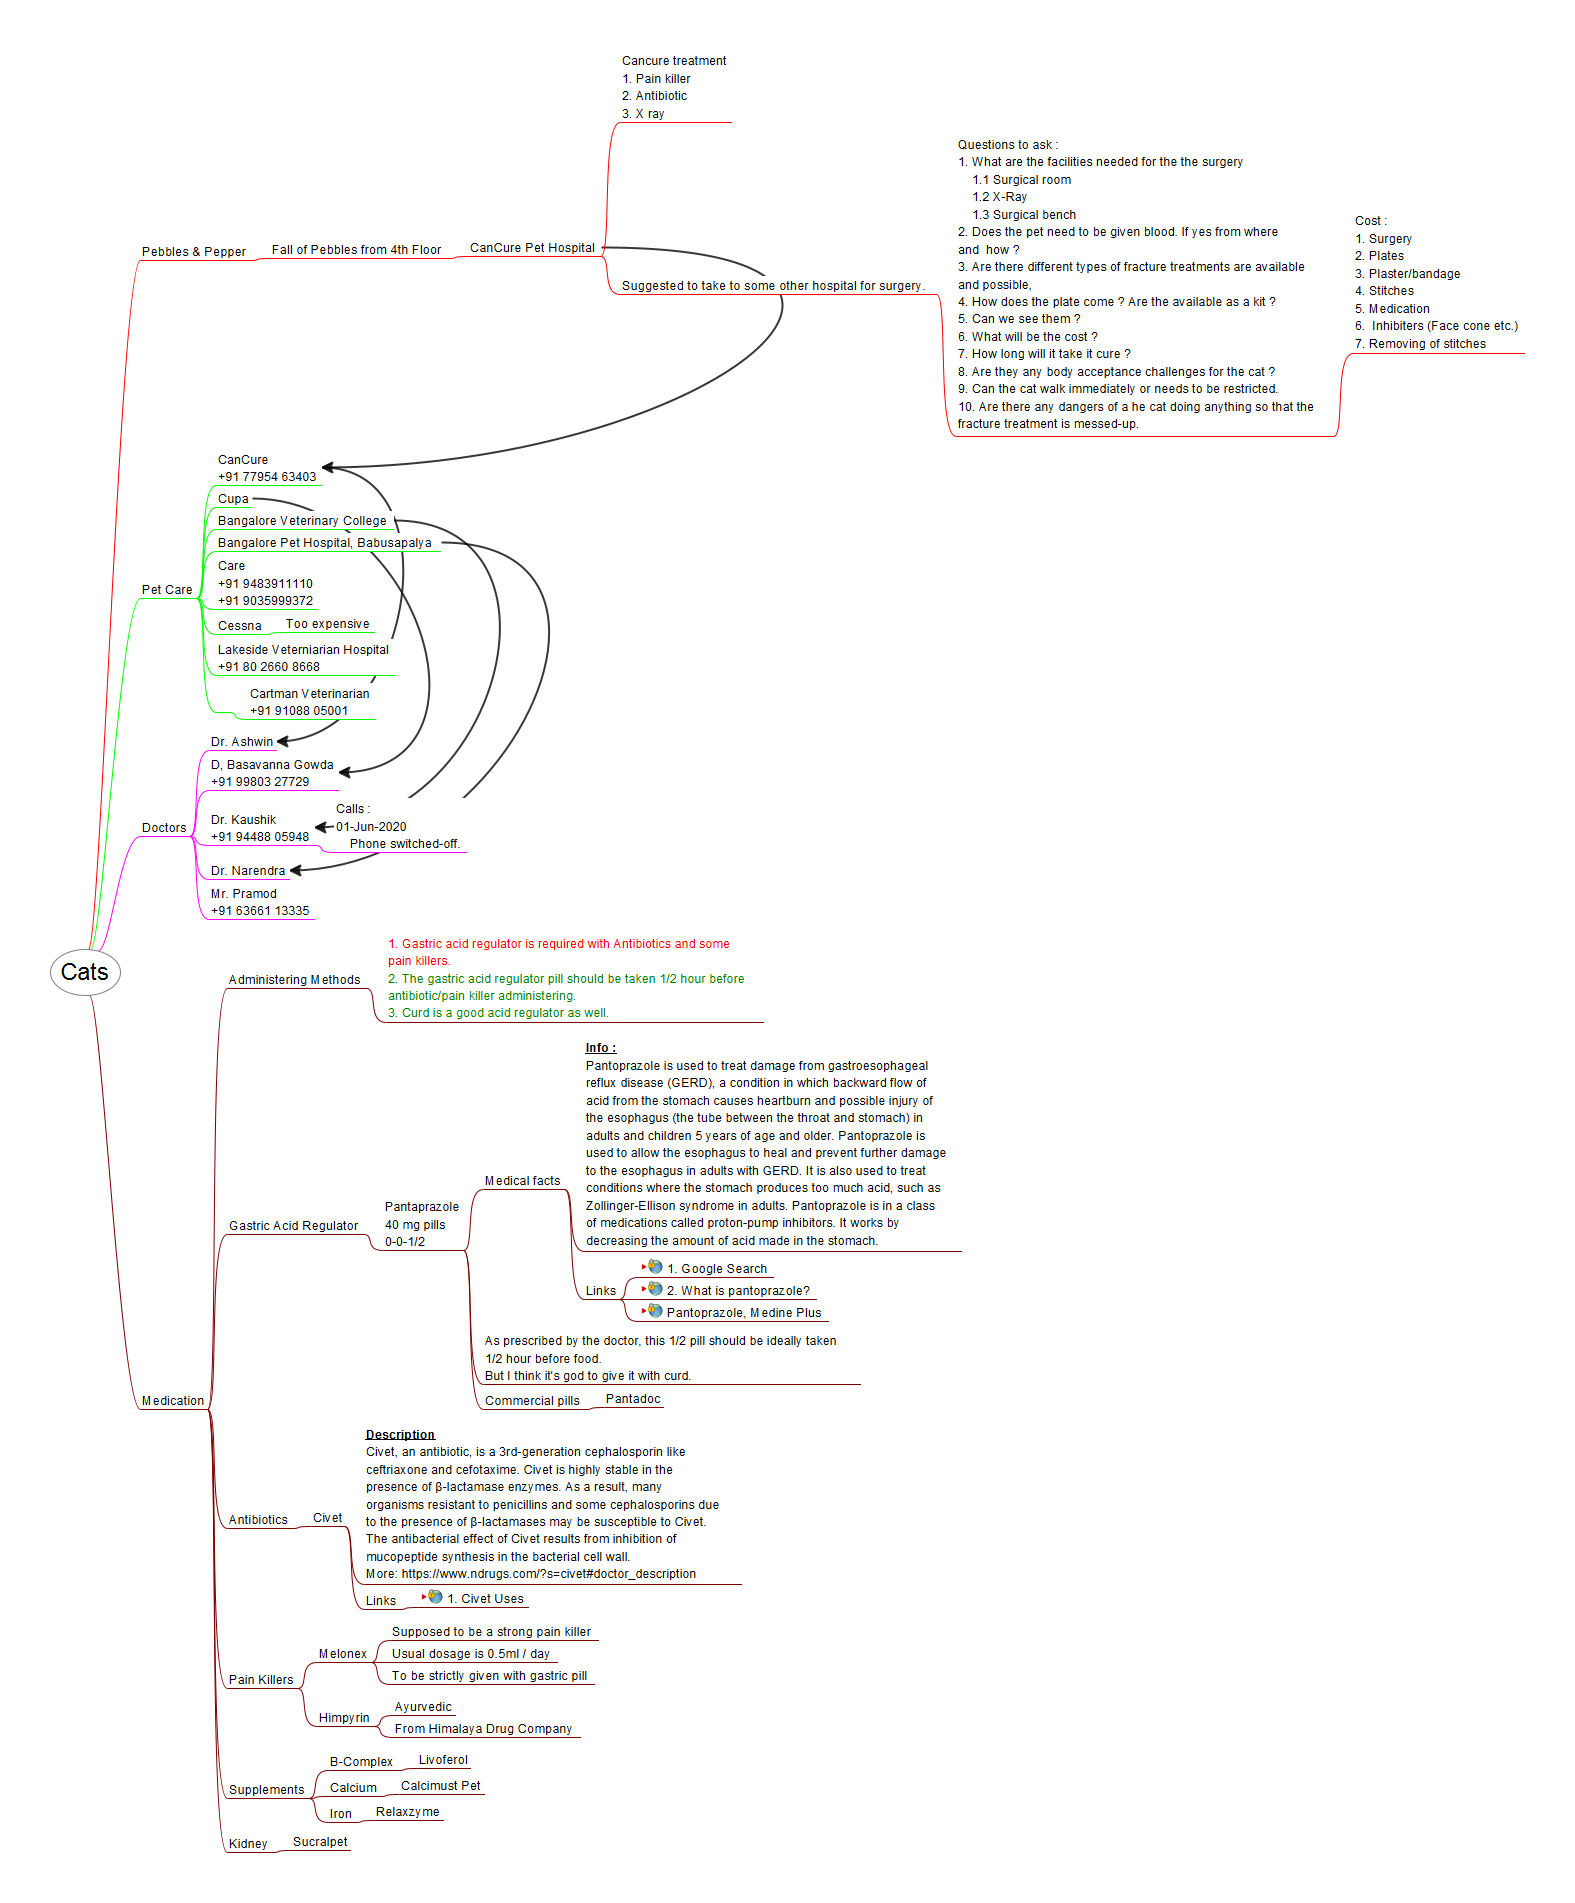 Cancure treatment
1. Pain killer
2. Antibiotic
3. X ray
Questions to ask :
1. What are the facilities needed for the the surgery
1.1 Surgical room
1.2 X-Ray
1.3 Surgical bench
2. Does the pet need to be given blood. If yes from where
and  how ?
3. Are there different types of fracture treatments are available
and possible,
4. How does the plate come ? Are the available as a kit ?
5. Can we see them ?
6. What will be the cost ?
7. How long will it take it cure ?
8. Are they any body acceptance challenges for the cat ?
9. Can the cat walk immediately or needs to be restricted.
10. Are there any dangers of a he cat doing anything so that the
fracture treatment is messed-up.
Cost :
1. Surgery
2. Plates
3. Plaster/bandage
4. Stitches
5. Medication
6.  Inhibiters (Face cone etc.)
7. Removing of stitches
Pebbles & Pepper
Fall of Pebbles from 4th Floor
CanCure Pet Hospital
Suggested to take to some other hospital for surgery.
CanCure
+91 77954 63403
Cupa
Bangalore Veterinary College
Bangalore Pet Hospital, Babusapalya
Care
+91 9483911110
+91 9035999372
Pet Care
Cessna
Too expensive
Lakeside Veterniarian Hospital
+91 80 2660 8668
Cartman Veterinarian
+91 91088 05001
Dr. Ashwin
D, Basavanna Gowda
+91 99803 27729
Doctors
Dr. Kaushik
+91 94488 05948
Calls :
01-Jun-2020
Phone switched-off.
Dr. Narendra
Mr. Pramod
+91 63661 13335
Cats
Administering Methods
1. Gastric acid regulator is required with Antibiotics and some
pain killers.
2. The gastric acid regulator pill should be taken 1/2 hour before
antibiotic/pain killer administering.
3. Curd is a good acid regulator as well.
Info :
Pantoprazole is used to treat damage from gastroesophageal
reflux disease (GERD), a condition in which backward flow of
acid from the stomach causes heartburn and possible injury of
the esophagus (the tube between the throat and stomach) in
adults and children 5 years of age and older. Pantoprazole is
used to allow the esophagus to heal and prevent further damage
to the esophagus in adults with GERD. It is also used to treat
conditions where the stomach produces too much acid, such as
Zollinger-Ellison syndrome in adults. Pantoprazole is in a class
of medications called proton-pump inhibitors. It works by
decreasing the amount of acid made in the stomach.
Medical facts
Gastric Acid Regulator
Pantaprazole
40 mg pills
0-0-1/2
Links
1. Google Search
2. What is pantoprazole?
Pantoprazole, Medine Plus
As prescribed by the doctor, this 1/2 pill should be ideally taken
1/2 hour before food.
But I think it's god to give it with curd.
Commercial pills
Pantadoc
Medication
Description
Civet, an antibiotic, is a 3rd-generation cephalosporin like
ceftriaxone and cefotaxime. Civet is highly stable in the
presence of β-lactamase enzymes. As a result, many
organisms resistant to penicillins and some cephalosporins due
to the presence of β-lactamases may be susceptible to Civet.
The antibacterial effect of Civet results from inhibition of
mucopeptide synthesis in the bacterial cell wall.
More: https://www.ndrugs.com/?s=civet#doctor_description
Antibiotics
Civet
Links
1. Civet Uses
Pain Killers
Melonex
Supposed to be a strong pain killer
Usual dosage is 0.5ml / day
To be strictly given with gastric pill
Himpyrin
Ayurvedic
From Himalaya Drug Company
Supplements
B-Complex
Livoferol
Calcium
Calcimust Pet
Iron
Relaxzyme
Kidney
Sucralpet